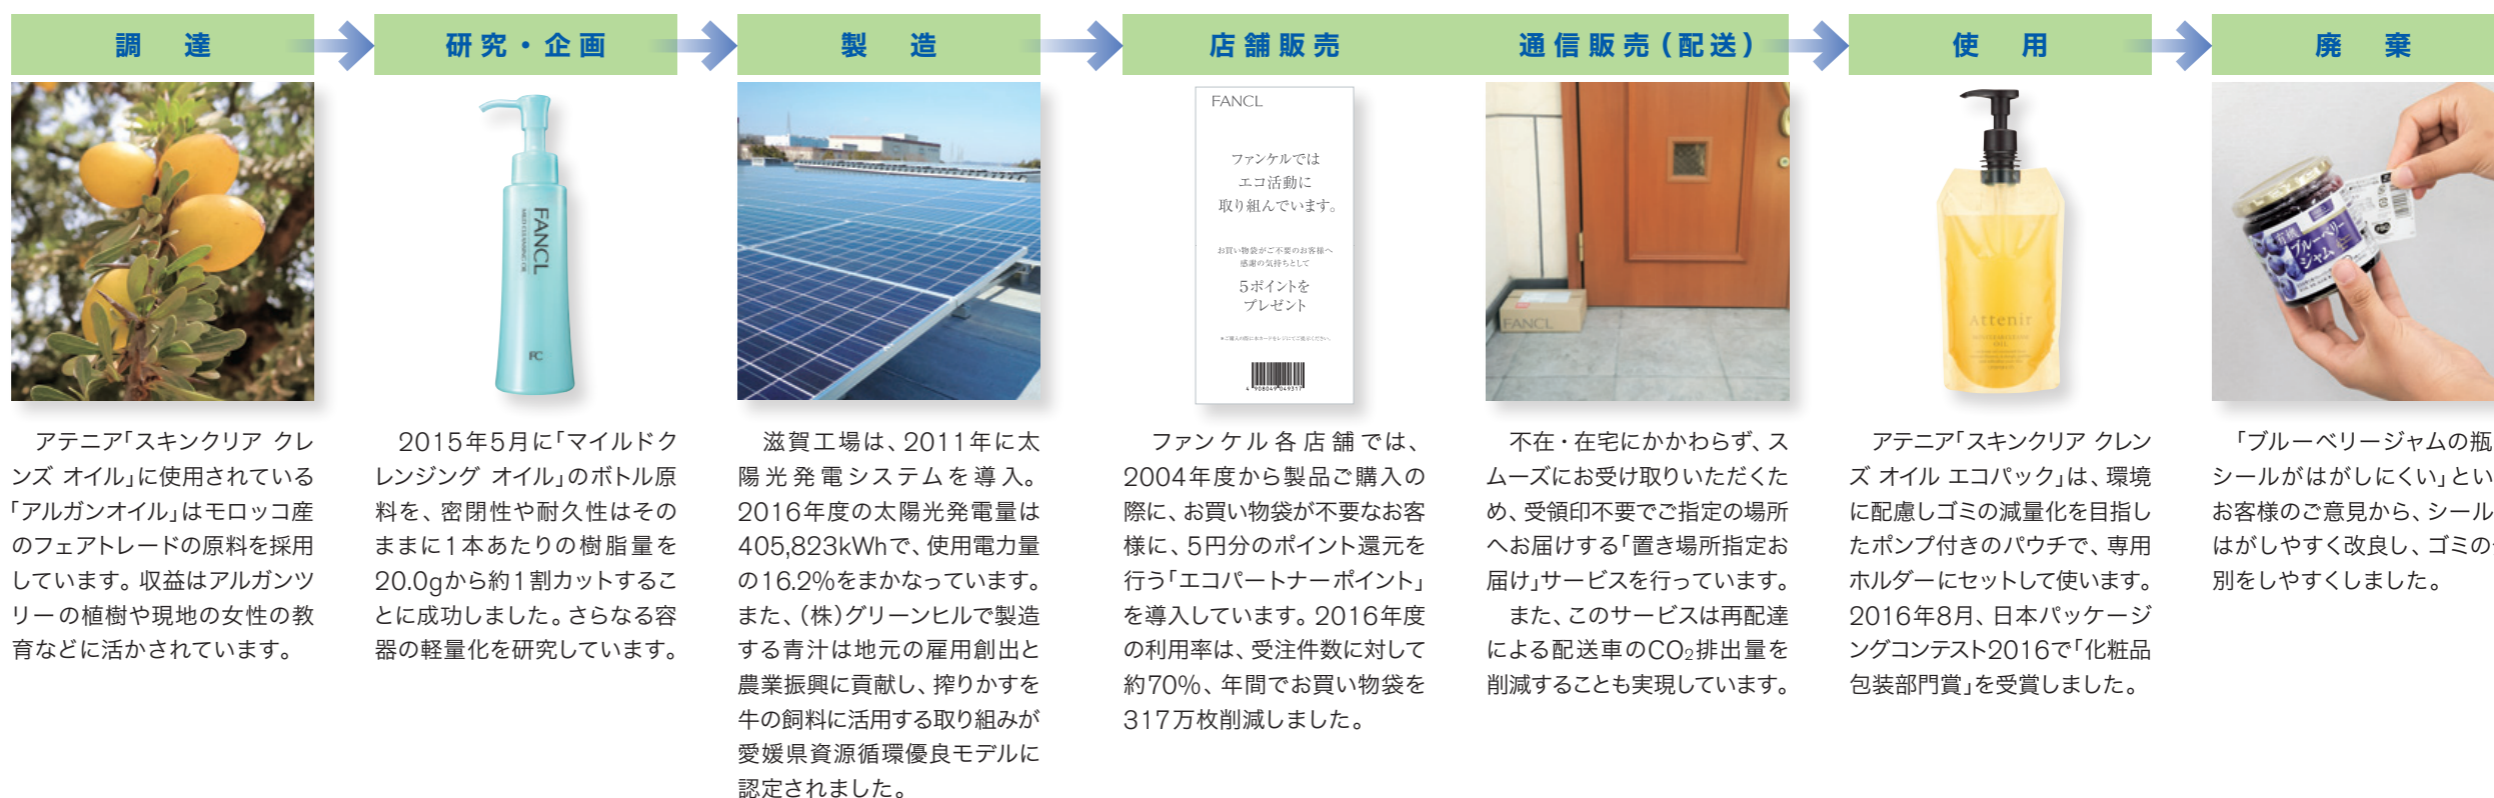 調 達
研究・企画
製 造
店舗販売
通信販売（配送）
使 用
廃 棄
FANCL
MILD CLEANSING OIL
FC
FANCL
ファンケルでは
エコ活動に
取り組んでいます。
お買い物袋がご不要のお客様へ
感謝の気持ちとして
5ポイントを
プレゼント
4 908049 049317
FANCL
Attenir
OIL
有機
ブルーベリー
ジャム
アテニア「スキンクリア クレ
ンズ オイル」に使用されている
「アルガンオイル」はモロッコ産
のフェアトレードの原料を採用
しています。収益はアルガンツ
リーの植樹や現地の女性の教
育などに活かされています。
2015年5月に「マイルドク
レンジング オイル」のボトル原
料を、密閉性や耐久性はその
ままに1本あたりの樹脂量を
20.0gから約1割カットするこ
とに成功しました。さらなる容
器の軽量化を研究しています。
滋賀工場は、2011年に太
陽光発電システムを導入。
2016年度の太陽光発電量は
405,823kWhで、使用電力量
の16.2%をまかなっています。
また、（株）グリーンヒルで製造
する青汁は地元の雇用創出と
農業振興に貢献し、搾りかすを
牛の飼料に活用する取り組みが
愛媛県資源循環優良モデルに
認定されました。
ファンケル各店舗では、
2004年度から製品ご購入の
際に、お買い物袋が不要なお客
様に、5円分のポイント還元を
行う「エコパートナーポイント」
を導入しています。2016年度
の利用率は、受注件数に対して
約70%、年間でお買い物袋を
317万枚削減しました。
不在・在宅にかかわらず、ス
ムーズにお受け取りいただくた
め、受領印不要でご指定の場所
へお届けする「置き場所指定お
届け」サービスを行っています。
また、このサービスは再配達
による配送車のCO₂排出量を
削減することも実現しています。
アテニア「スキンクリア クレン
ズ オイル エコパック」は、環境
に配慮しゴミの減量化を目指し
たポンプ付きのパウチで、専用
ホルダーにセットして使います。
2016年8月、日本パッケージ
ングコンテスト2016で「化粧品
包装部門賞」を受賞しました。
「ブルーベリージャムの瓶
シールがはがしにくい」とい
お客様のご意見から、シール
はがしやすく改良し、ゴミの
別をしやすくしました。